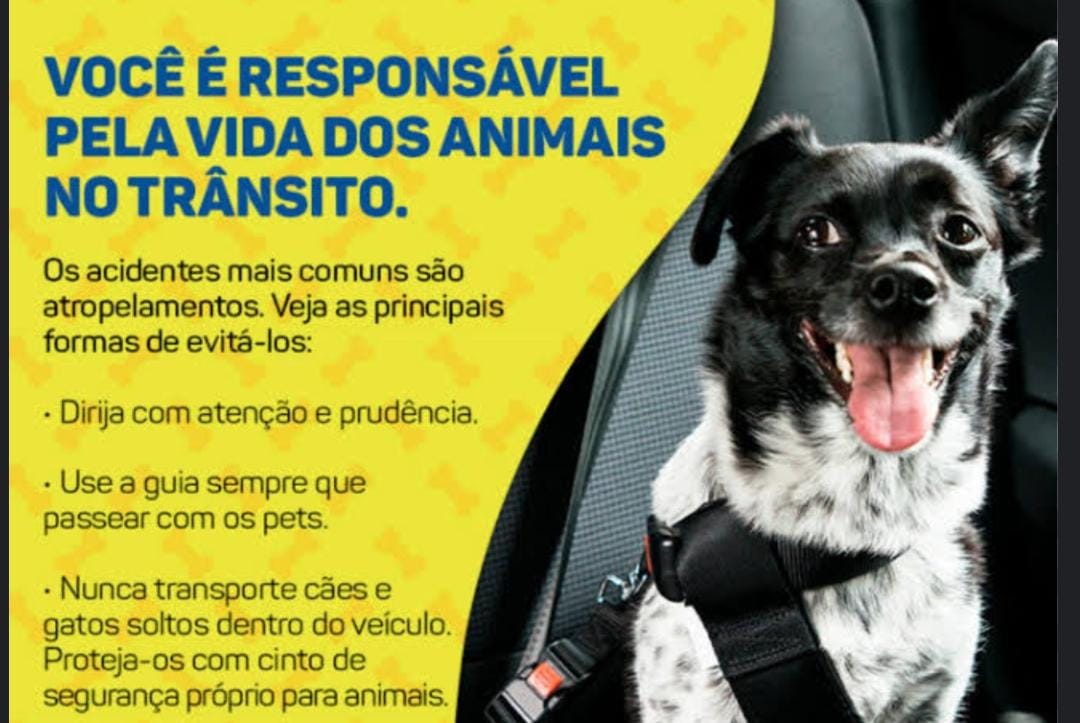 VOCÊ É RESPONSÁVEL
PELA VIDA DOS ANIMAIS
NO TRÂNSITO.
Os acidentes mais comuns são
atropelamentos. Veja as principais
formas de evitá-los:
· Dirija com atenção e prudência.
· Use a guia sempre que
passear com os pets.
· Nunca transporte cães e
gatos soltos dentro do veículo.
Proteja-os com cinto de
segurança próprio para animais.